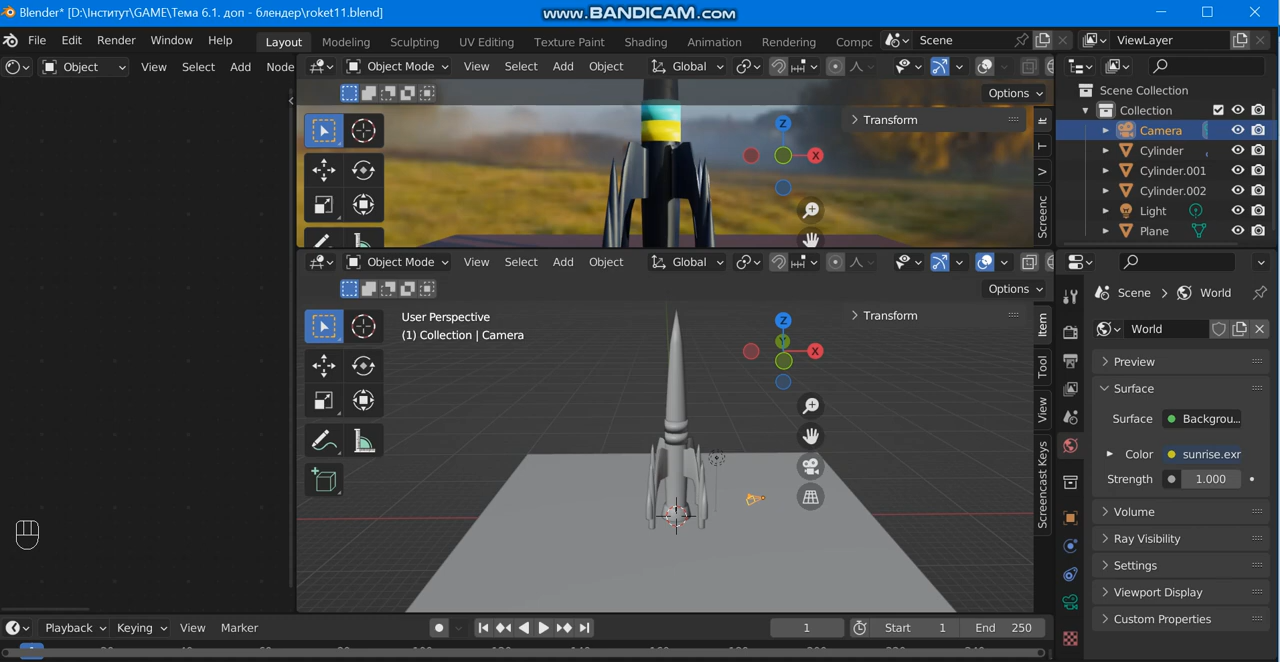 Blender* [D:\Інститут\GAME\Тема 6.1. доп - блендер\roket11.blend]
www.BANDICAM.com
File Edit Render Window Help Layout Modeling Sculpting UV Editing Texture Paint Shading Animation Rendering Compc Scene ViewLayer
Object View Select Add Node
Object Mode View Select Add Object Global
Options
Transform
Z
X
It
T
V
Screenc
Object Mode View Select Add Object Global
Options
User Perspective
(1) Collection | Camera
Transform
Z
Y
X
Item
Tool
View
Screencast Keys
Scene Collection
Collection
Camera
Cylinder
Cylinder.001
Cylinder.002
Light
Plane
Scene World
World
Preview
Surface
Surface Backgrou...
Color sunrise.exr
Strength 1.000
Volume
Ray Visibility
Settings
Viewport Display
Custom Properties
Playback Keying View Marker 1 Start 1 End 250